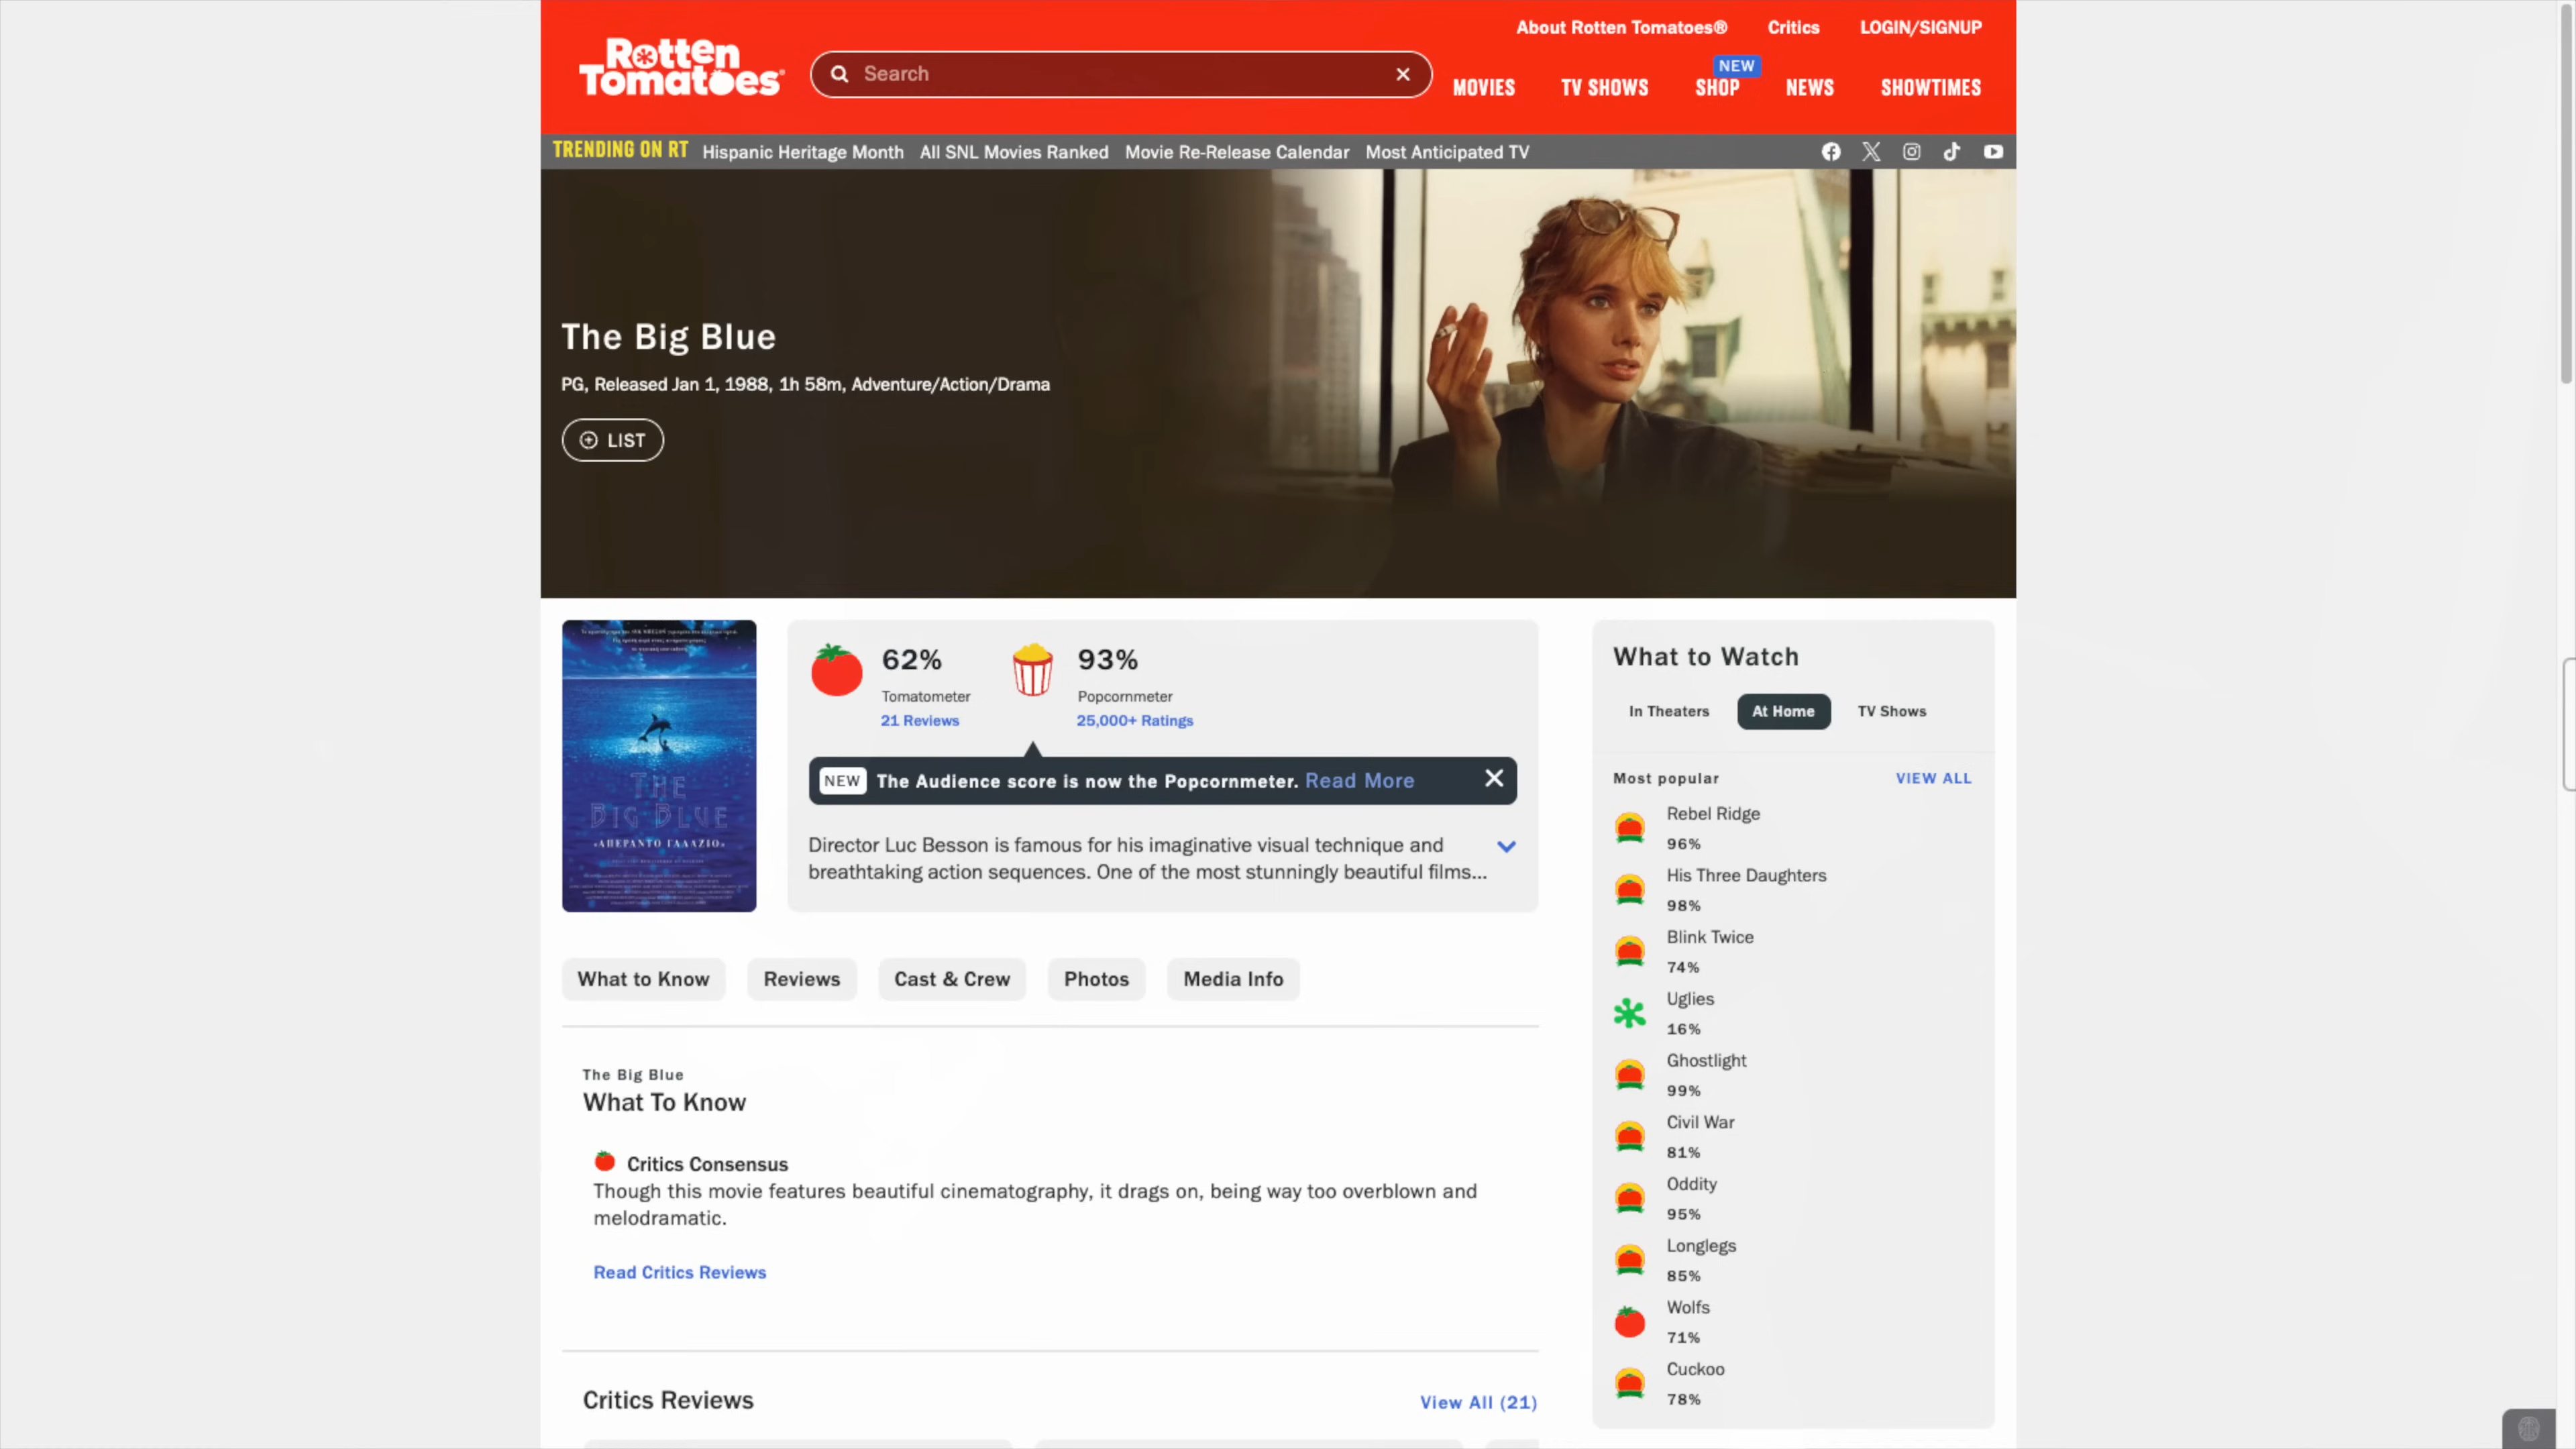 About Rotten Tomatoes® Critics LOGIN/SIGNUP
Rotten
Tomatoes
Search
NEW
MOVIES TV SHOWS SHOP NEWS SHOWTIMES
TRENDING ON RT Hispanic Heritage Month All SNL Movies Ranked Movie Re-Release Calendar Most Anticipated TV
The Big Blue
PG, Released Jan 1, 1988, 1h 58m, Adventure/Action/Drama
LIST
THE
BIG BLUE
«ΑΠΕΡΑΝΤΟ ΓΑΛΑΖΙΟ»
62%
Tomatometer
21 Reviews
93%
Popcornmeter
25,000+ Ratings
NEW The Audience score is now the Popcornmeter. Read More
Director Luc Besson is famous for his imaginative visual technique and
breathtaking action sequences. One of the most stunningly beautiful films...
What to Know Reviews Cast & Crew Photos Media Info
The Big Blue
What To Know
Critics Consensus
Though this movie features beautiful cinematography, it drags on, being way too overblown and
melodramatic.
Read Critics Reviews
Critics Reviews
View All (21)
What to Watch
In Theaters At Home TV Shows
Most popular VIEW ALL
Rebel Ridge
96%
His Three Daughters
98%
Blink Twice
74%
Uglies
16%
Ghostlight
99%
Civil War
81%
Oddity
95%
Longlegs
85%
Wolfs
71%
Cuckoo
78%